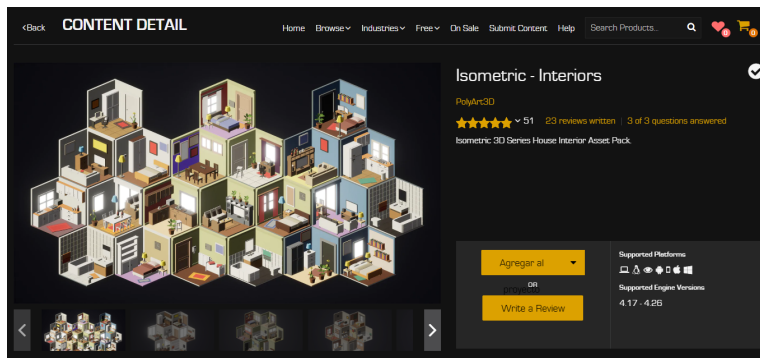 <Back
CONTENT DETAIL
Home Browse Industries Free On Sale Submit Content Help Search Products..
0 0
Isometric - Interiors
PolyArt3D
51 23 reviews written | 3 of 3 questions answered
Isometric 3D Series House Interior Asset Pack.
Agregar al
proyecto
OR
Write a Review
Supported Platforms
Supported Engine Versions
4.17 - 4.26